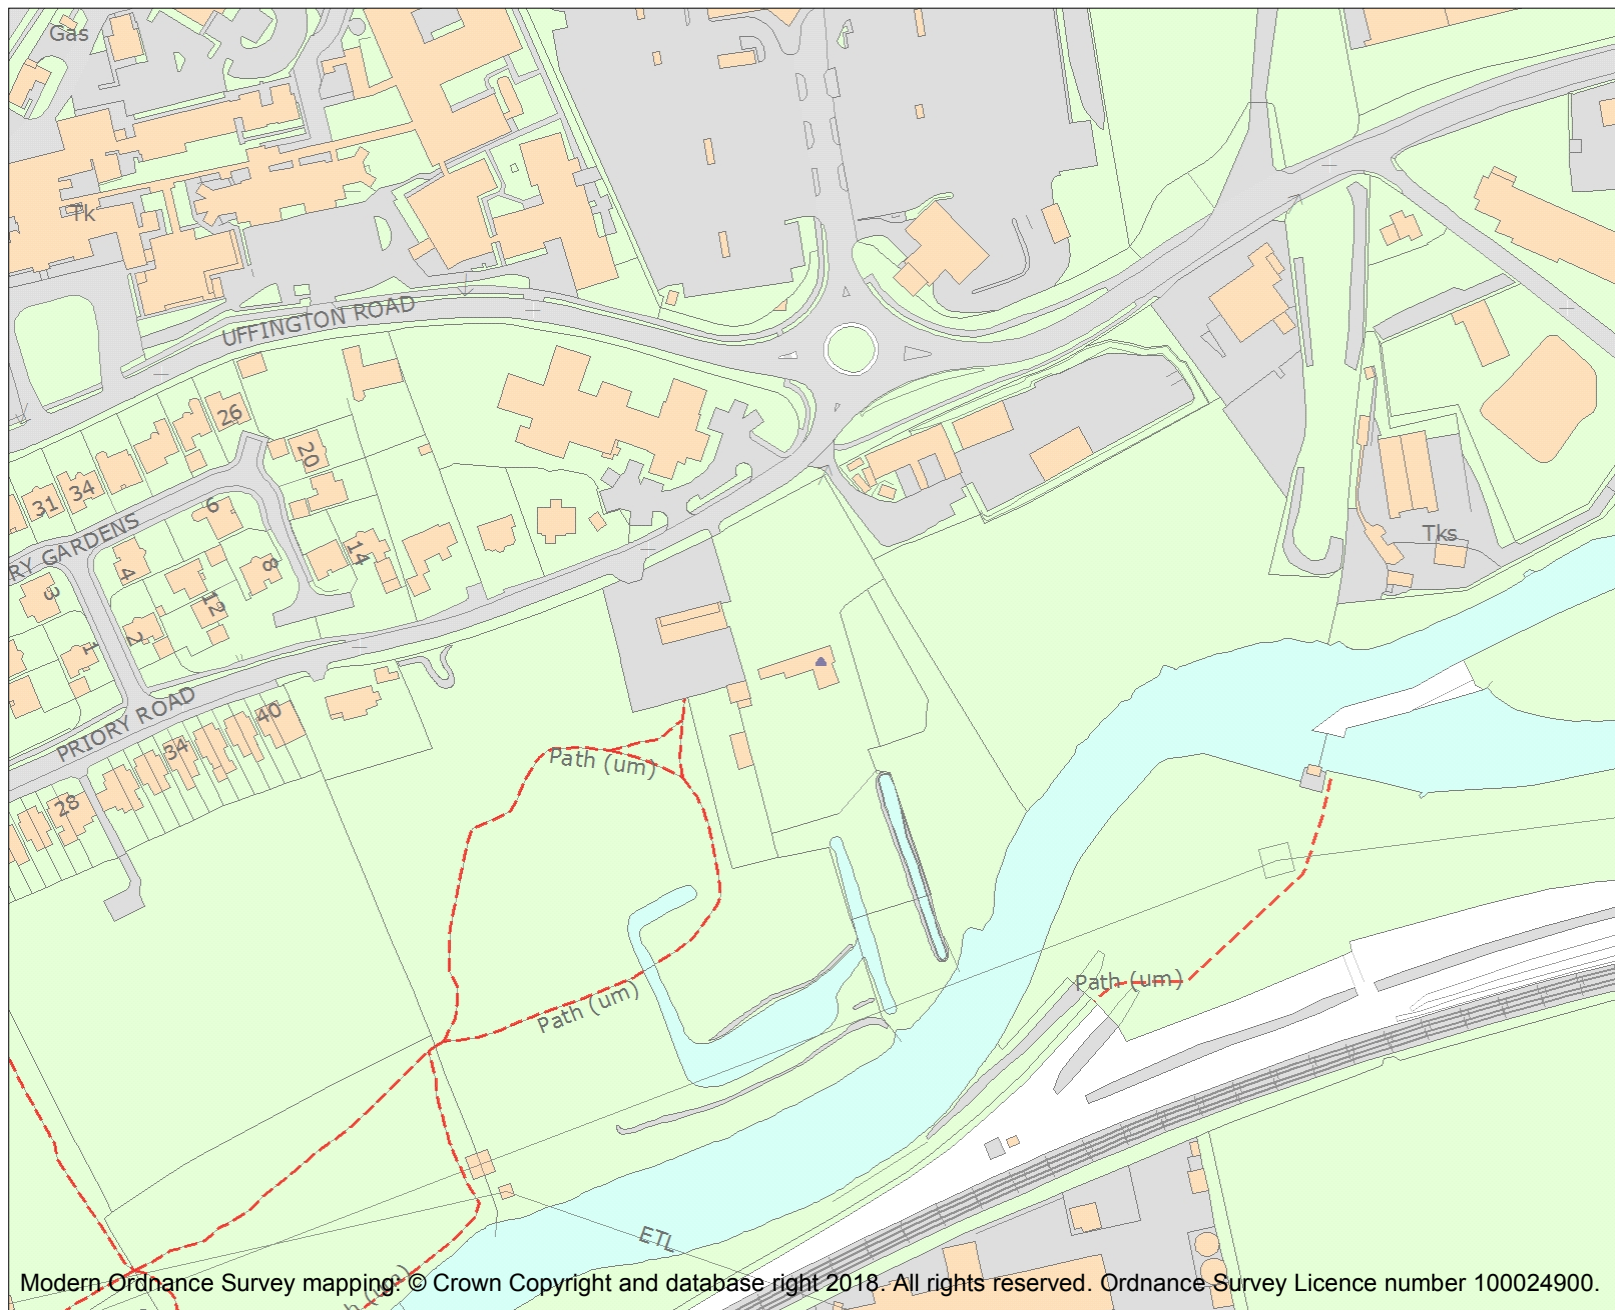 Gas
Tk
UFFINGTON ROAD
26
20
34
31
6
RY GARDENS
14
8
4
3
12
2
1
Tks
PRIORY ROAD
40
34
28
Path (um)
Path (um)
Path (um)
ETL
h (um)
Modern Ordnance Survey mapping: © Crown Copyright and database right 2018. All rights reserved. Ordnance Survey Licence number 100024900.